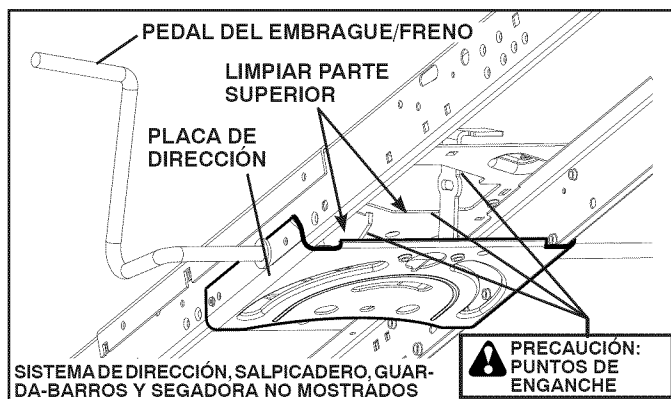 PEDAL DEL EMBRAGUE/FRENO
LIMPIAR PARTE
SUPERIOR
PLACA DE
DIRECCIÓN
SISTEMA DE DIRECCIÓN, SALPICADERO, GUAR-
DA-BARROS Y SEGADORA NO MOSTRADOS
PRECAUCIÓN:
PUNTOS DE
ENGANCHE